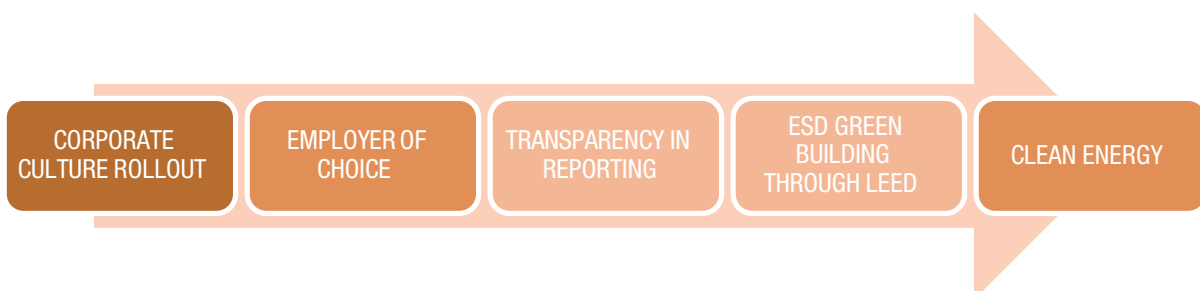 CORPORATE
CULTURE ROLLOUT
EMPLOYER OF
CHOICE
TRANSPARENCY IN
REPORTING
ESD GREEN
BUILDING
THROUGH LEED
CLEAN ENERGY